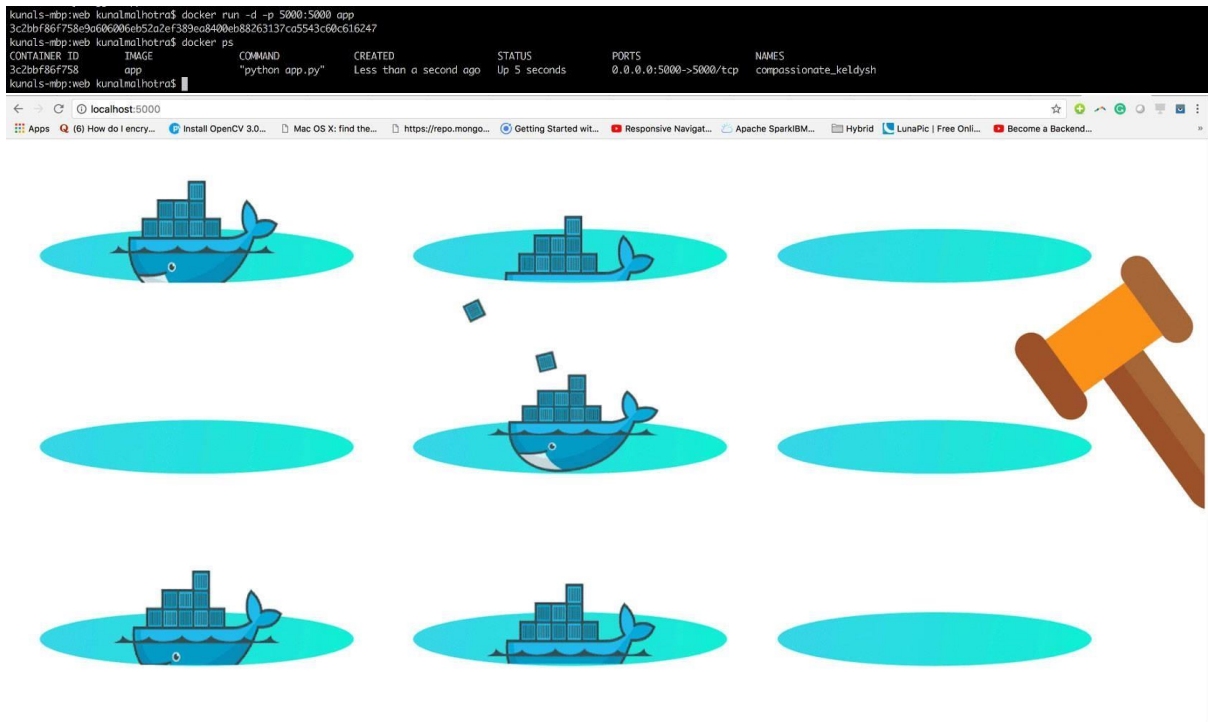 kunals-mbp:web kunalmalhotra$ docker run -d -p 5000:5000 app
3c2bbf86f758e9a606006eb52a2ef389ea8400eb88263137ca5543c60c616247
kunals-mbp:web kunalmalhotra$ docker ps
CONTAINER ID IMAGE COMMAND CREATED STATUS PORTS NAMES
3c2bbf86f758 app "python app.py" Less than a second ago Up 5 seconds 0.0.0.0:5000->5000/tcp compassionate_keldysh
kunals-mbp:web kunalmalhotra$
localhost:5000
Apps (6) How do I encry... Install OpenCV 3.0... Mac OS X: find the... https://repo.mongo... Getting Started wit... Responsive Navigat... Apache SparkIBM... Hybrid LunaPic | Free Onli... Become a Backend... »